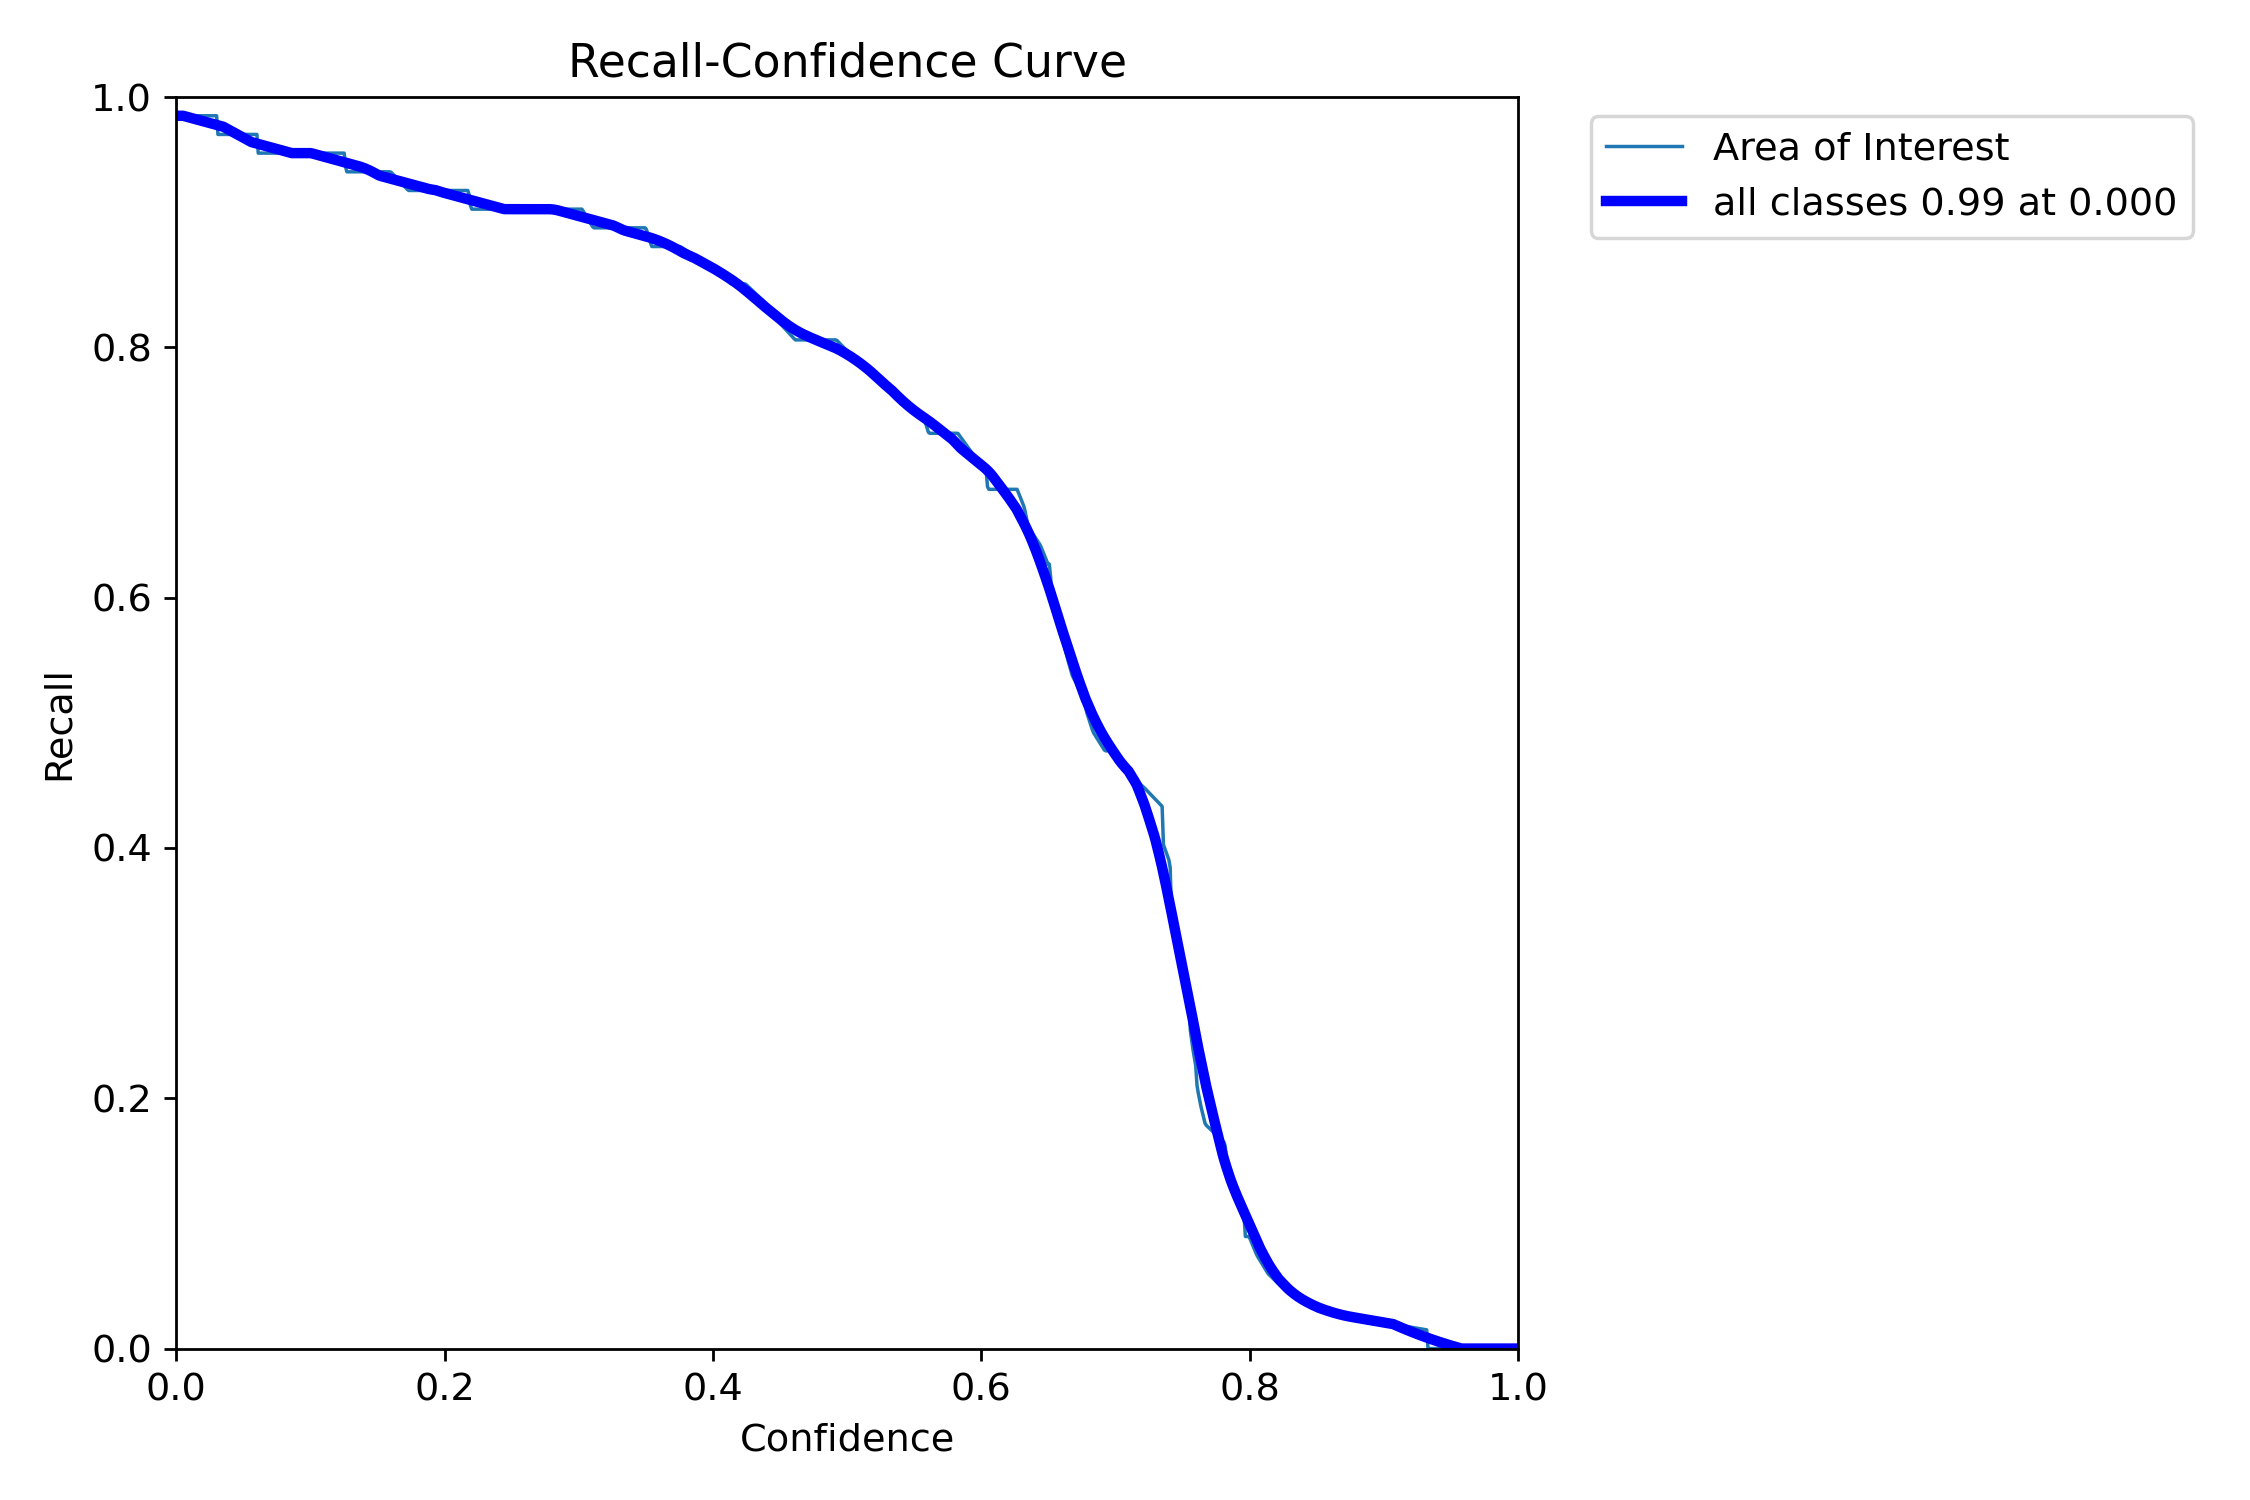 Recall-Confidence Curve
1.0
0.8
0.6
0.4
0.2
0.0
Recall
0.0 0.2 0.4 0.6 0.8 1.0
Confidence
Area of Interest
all classes 0.99 at 0.000